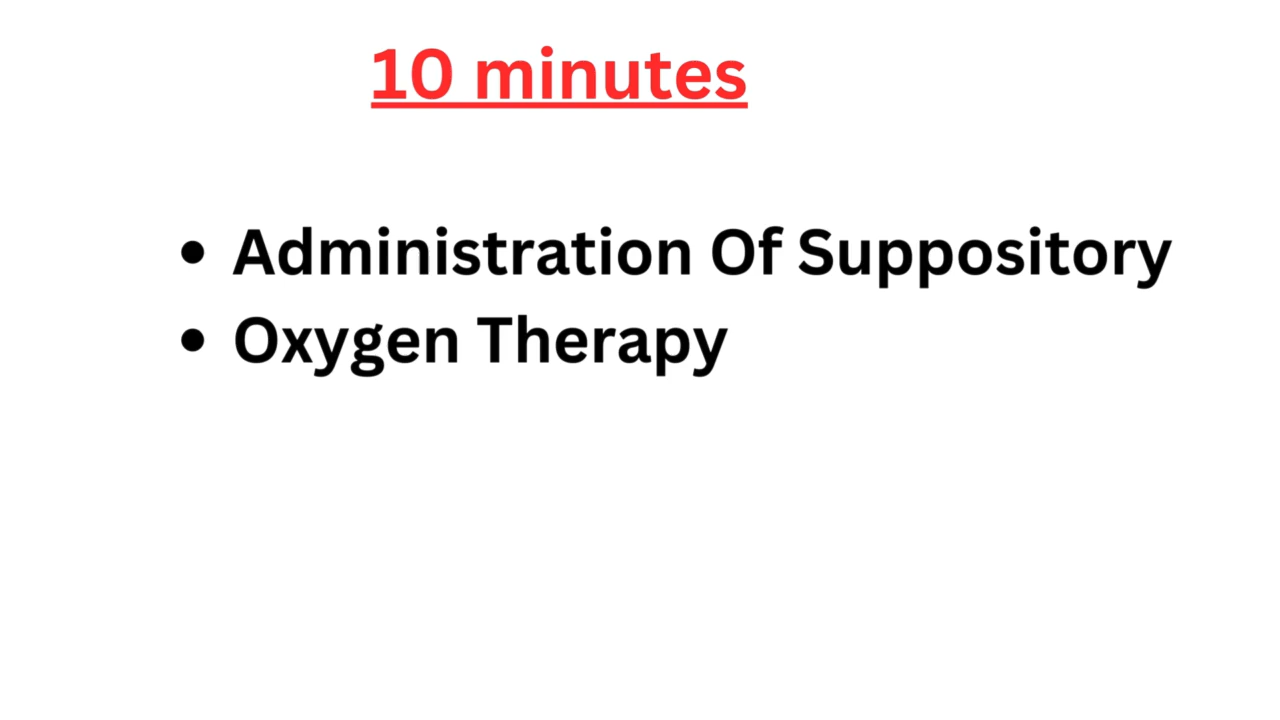 10 minutes
• Administration Of Suppository
• Oxygen Therapy